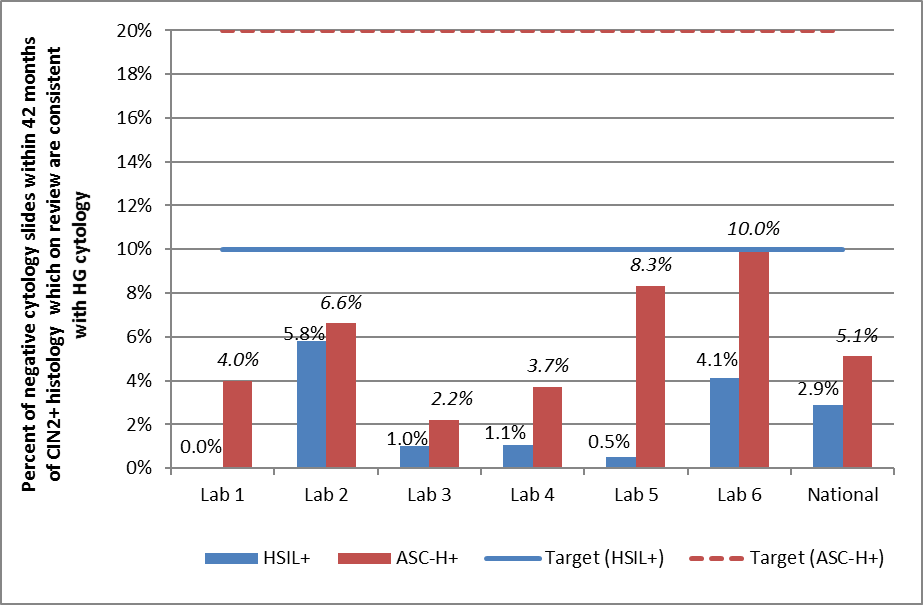 Percent of negative cytology slides within 42 months
of CIN2+ histology which on review are consistent
with HG cytology
20%
18%
16%
14%
12%
10%
8%
6%
4%
2%
0%
0.0%
4.0%
5.8%
6.6%
1.0%
2.2%
1.1%
3.7%
0.5%
8.3%
4.1%
10.0%
2.9%
5.1%
Lab 1
Lab 2
Lab 3
Lab 4
Lab 5
Lab 6
National
HSIL+
ASC-H+
Target (HSIL+)
Target (ASC-H+)